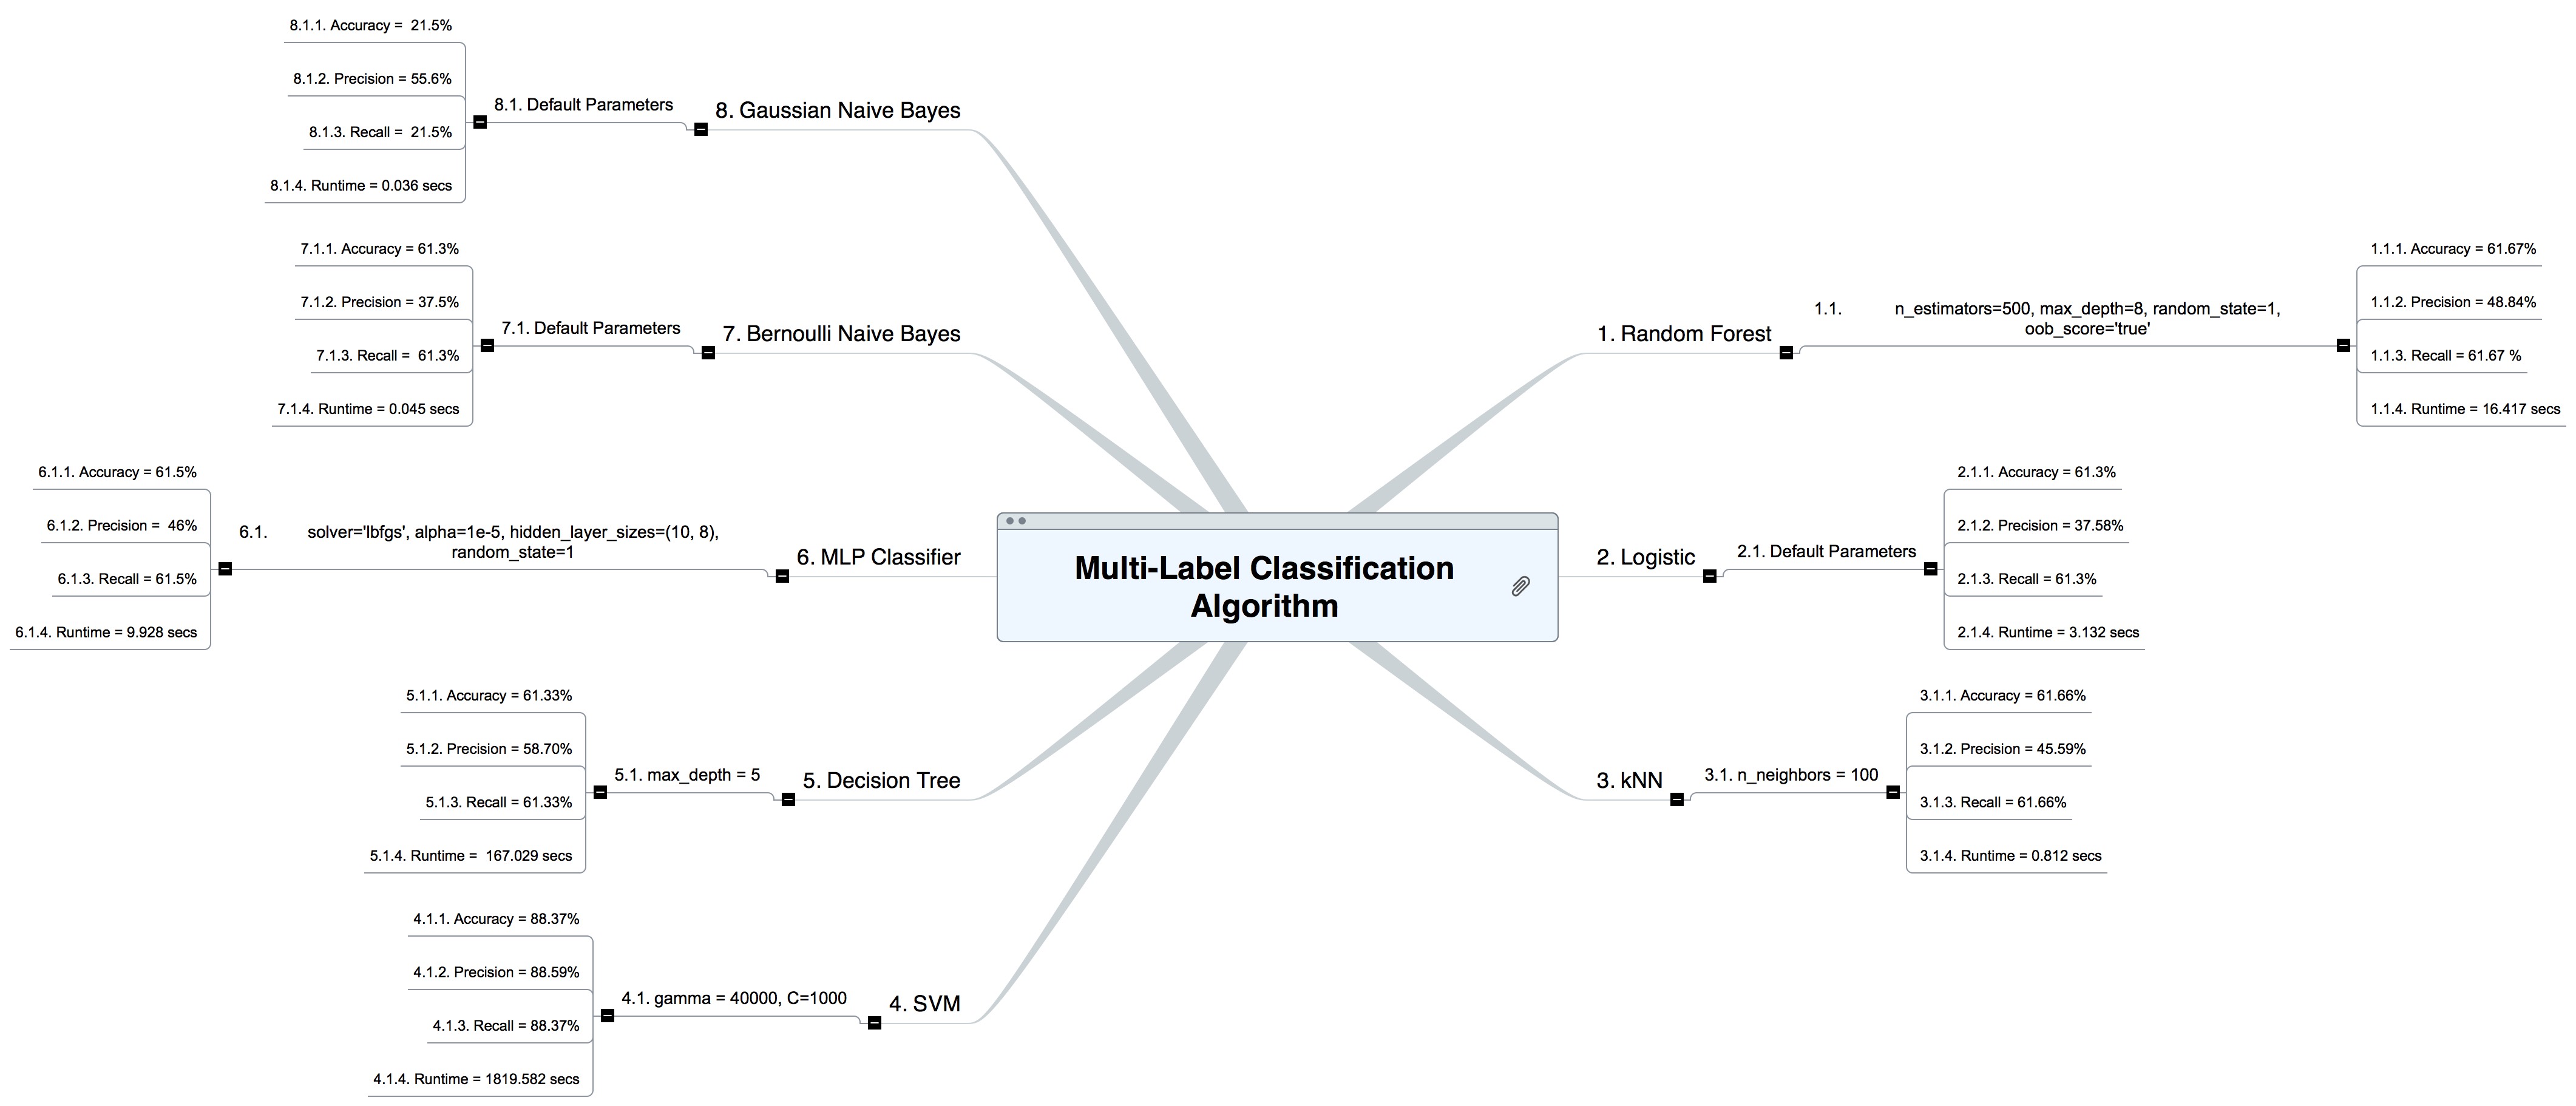 Multi-Label Classification
Algorithm
1. Random Forest
1.1. n_estimators=500, max_depth=8, random_state=1,
oob_score='true'
1.1.1. Accuracy = 61.67%
1.1.2. Precision = 48.84%
1.1.3. Recall = 61.67 %
1.1.4. Runtime = 16.417 secs
2. Logistic
2.1. Default Parameters
2.1.1. Accuracy = 61.3%
2.1.2. Precision = 37.58%
2.1.3. Recall = 61.3%
2.1.4. Runtime = 3.132 secs
3. kNN
3.1. n_neighbors = 100
3.1.1. Accuracy = 61.66%
3.1.2. Precision = 45.59%
3.1.3. Recall = 61.66%
3.1.4. Runtime = 0.812 secs
4. SVM
4.1. gamma = 40000, C=1000
4.1.1. Accuracy = 88.37%
4.1.2. Precision = 88.59%
4.1.3. Recall = 88.37%
4.1.4. Runtime = 1819.582 secs
5. Decision Tree
5.1. max_depth = 5
5.1.1. Accuracy = 61.33%
5.1.2. Precision = 58.70%
5.1.3. Recall = 61.33%
5.1.4. Runtime =  167.029 secs
6. MLP Classifier
6.1. solver='lbfgs', alpha=1e-5, hidden_layer_sizes=(10, 8),
random_state=1
6.1.1. Accuracy = 61.5%
6.1.2. Precision =  46%
6.1.3. Recall = 61.5%
6.1.4. Runtime = 9.928 secs
7. Bernoulli Naive Bayes
7.1. Default Parameters
7.1.1. Accuracy = 61.3%
7.1.2. Precision = 37.5%
7.1.3. Recall =  61.3%
7.1.4. Runtime = 0.045 secs
8. Gaussian Naive Bayes
8.1. Default Parameters
8.1.1. Accuracy =  21.5%
8.1.2. Precision = 55.6%
8.1.3. Recall =  21.5%
8.1.4. Runtime = 0.036 secs